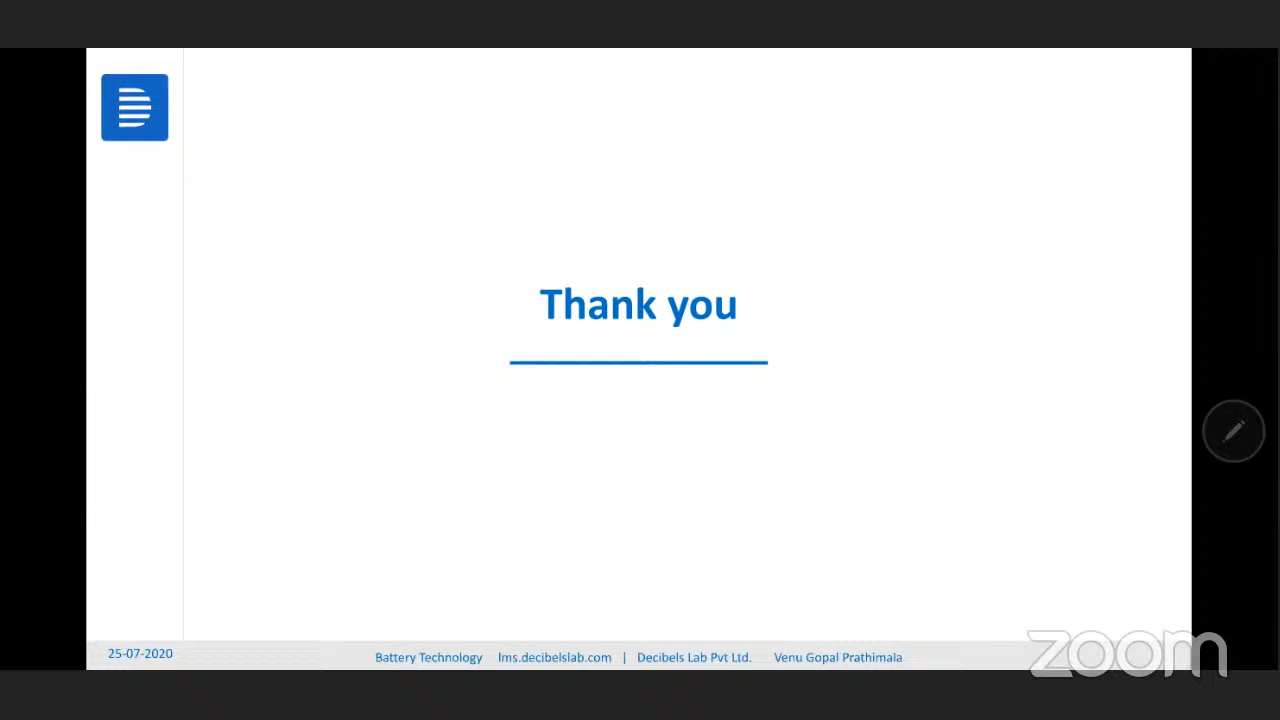 Thank you
25-07-2020
Battery Technology lms.decibelslab.com | Decibels Lab Pvt Ltd. Venu Gopal Prathimala
zoom